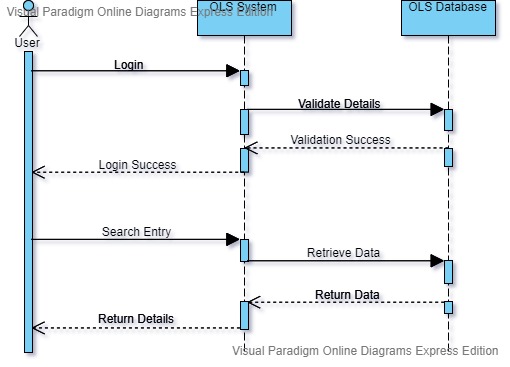 Visual Paradigm Online Diagrams Express Edition
OLS System
OLS Database
User
Login
Validate Details
Validation Success
Login Success
Search Entry
Retrieve Data
Return Data
Return Details
Visual Paradigm Online Diagrams Express Edition